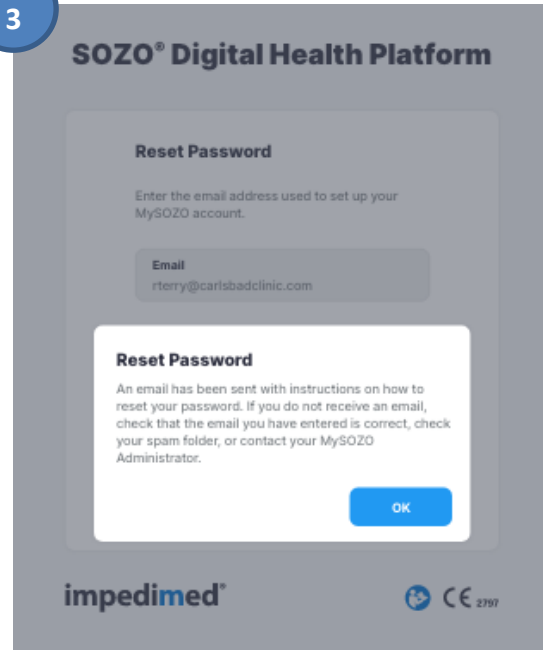 3
SOZO® Digital Health Platform
Reset Password
Enter the email address used to set up your
MySOZO account.
Email
rterry@carlsbadclinic.com
Reset Password
An email has been sent with instructions on how to
reset your password. If you do not receive an email,
check that the email you have entered is correct, check
your spam folder, or contact your MySOZO
Administrator.
OK
impedimed®
CE 2797